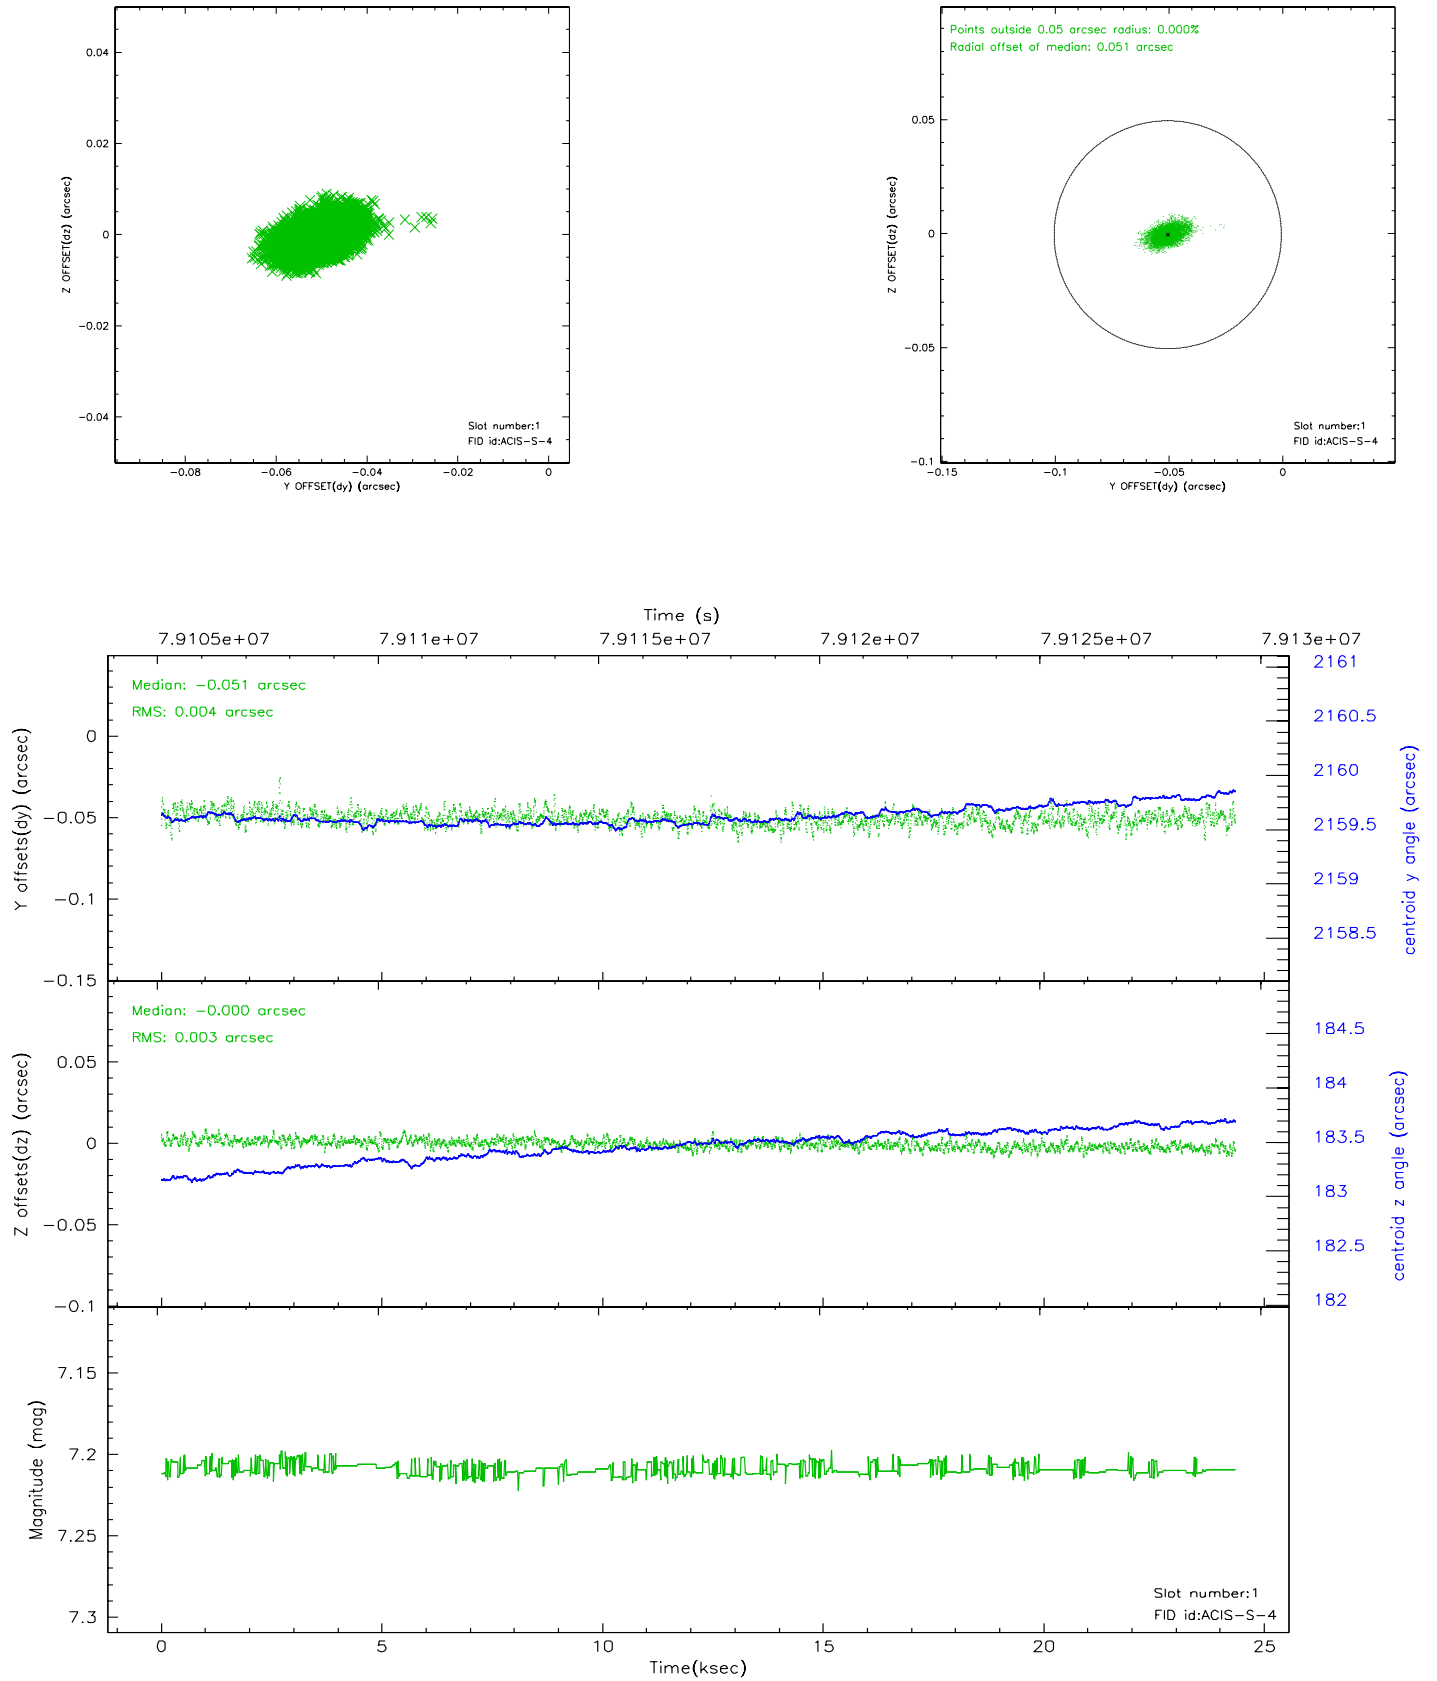 0.04
0.02
0
−0.02
−0.04
Z OFFSET(dz) (arcsec)
Slot number:1
FID id:ACIS−S−4
−0.08 −0.06 −0.04 −0.02 0
Y OFFSET(dy) (arcsec)
Points outside 0.05 arcsec radius: 0.000%
Radial offset of median: 0.051 arcsec
0.05
0
−0.05
−0.1
Z OFFSET(dz) (arcsec)
Slot number:1
FID id:ACIS−S−4
−0.15 −0.1 −0.05 0
Y OFFSET(dy) (arcsec)
Time (s)
7.9105e+07 7.911e+07 7.9115e+07 7.912e+07 7.9125e+07 7.913e+07
Median: −0.051 arcsec
RMS: 0.004 arcsec
0
−0.05
−0.1
−0.15
Y offsets(dy) (arcsec)
2161
2160.5
2160
2159.5
2159
2158.5
centroid y angle (arcsec)
Median: −0.000 arcsec
RMS: 0.003 arcsec
0.05
0
−0.05
−0.1
Z offsets(dz) (arcsec)
184.5
184
183.5
183
182.5
182
centroid z angle (arcsec)
7.15
7.2
7.25
7.3
Magnitude (mag)
Slot number:1
FID id:ACIS−S−4
0 5 10 15 20 25
Time(ksec)